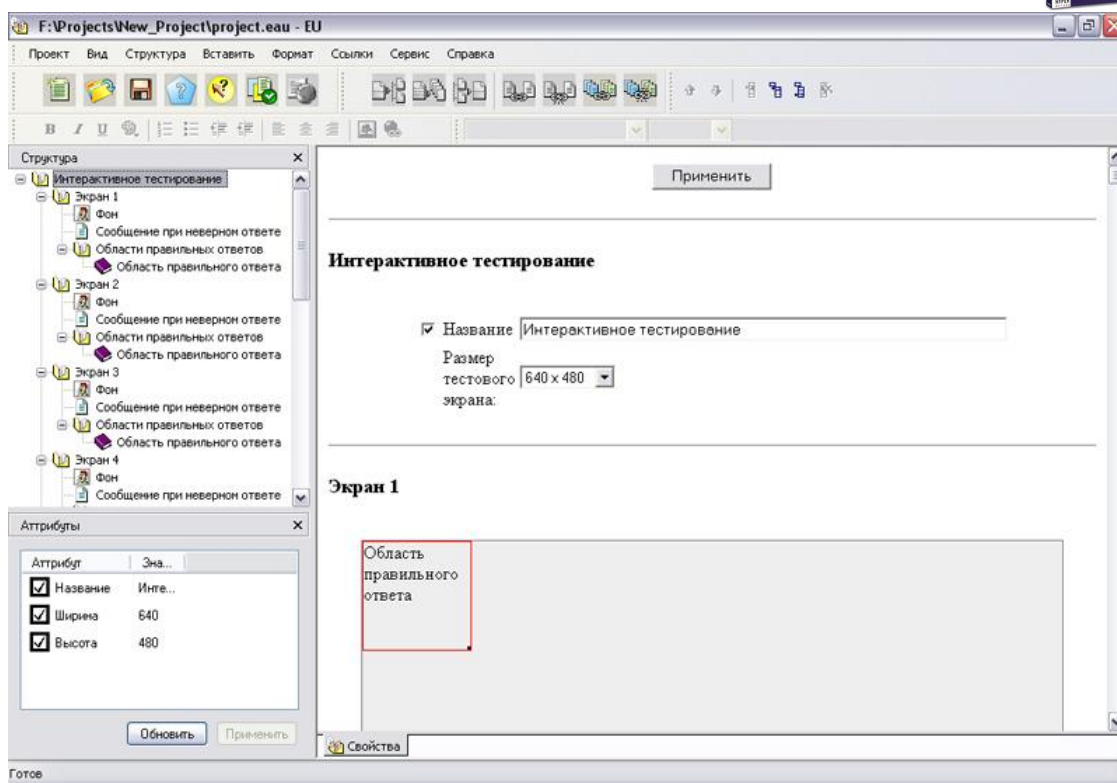 F:\Projects\New_Project\project.eau - EU
Проект Вид Структура Вставить Формат Ссылки Сервис Справка
B I U
Структура
Интерактивное тестирование
Экран 1
Фон
Сообщение при неверном ответе
Области правильных ответов
Область правильного ответа
Экран 2
Фон
Сообщение при неверном ответе
Области правильных ответов
Область правильного ответа
Экран 3
Фон
Сообщение при неверном ответе
Области правильных ответов
Область правильного ответа
Экран 4
Фон
Сообщение при неверном ответе
Аттрибуты
Аттрибут Зна...
Название Инте...
Ширина 640
Высота 480
Обновить Применить
Применить
Интерактивное тестирование
Название Интерактивное тестирование
Размер
тестового 640 x 480
экрана:
Экран 1
Область
правильного
ответа
Свойства
Готов